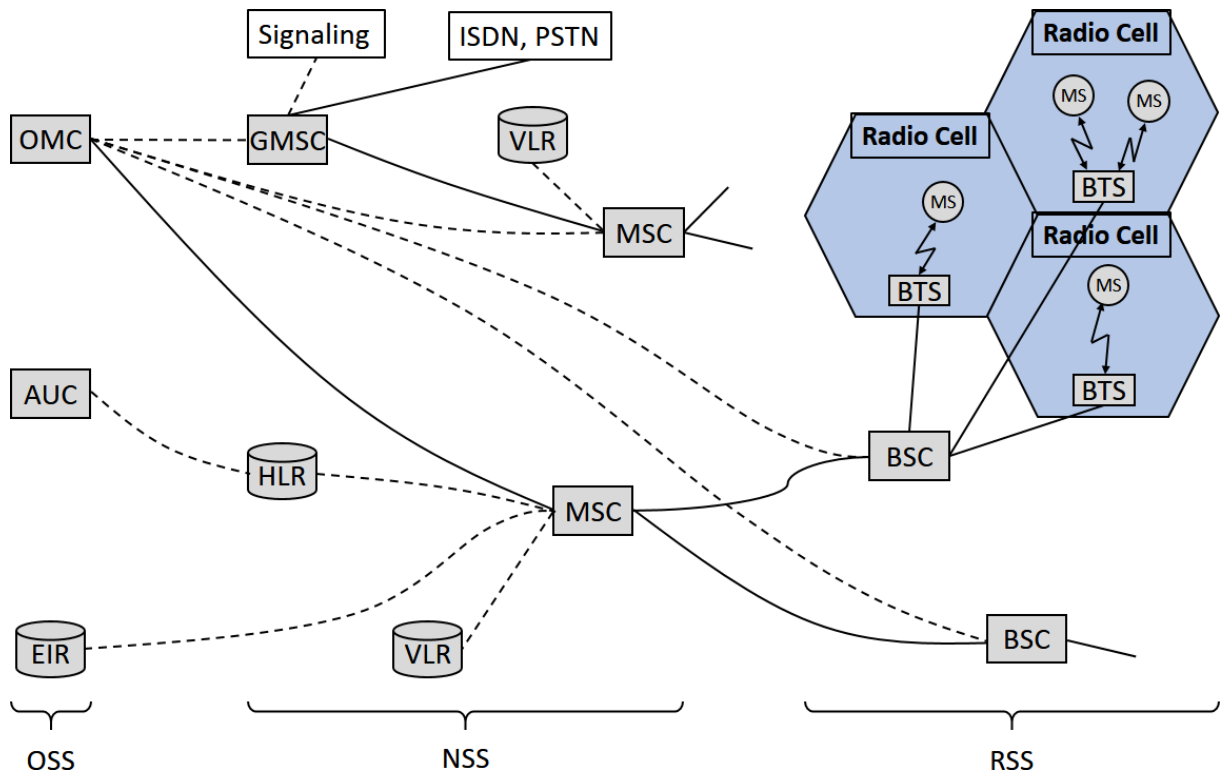 Signaling
ISDN, PSTN
Radio Cell
MS
MS
BTS
OMC
GMSC
VLR
Radio Cell
MS
BTS
MSC
Radio Cell
MS
BTS
AUC
HLR
BSC
MSC
EIR
VLR
BSC
OSS
NSS
RSS